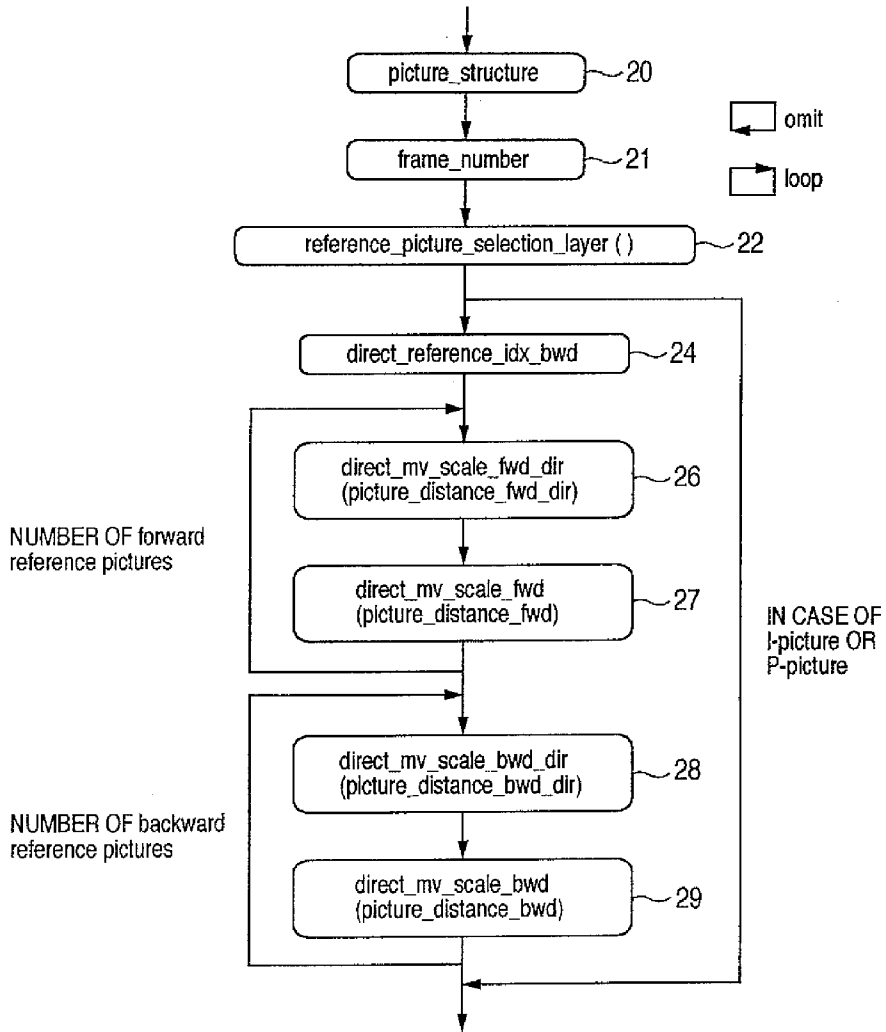 picture_structure
20
omit
frame_number
21
loop
reference_picture_selection_layer ( )
22
direct_reference_idx_bwd
24
direct_mv_scale_fwd_dir
(picture_distance_fwd_dir)
26
NUMBER OF forward
reference pictures
direct_mv_scale_fwd
(picture_distance_fwd)
27
IN CASE OF
I-picture OR
P-picture
direct_mv_scale_bwd_dir
(picture_distance_bwd_dir)
28
NUMBER OF backward
reference pictures
direct_mv_scale_bwd
(picture_distance_bwd)
29